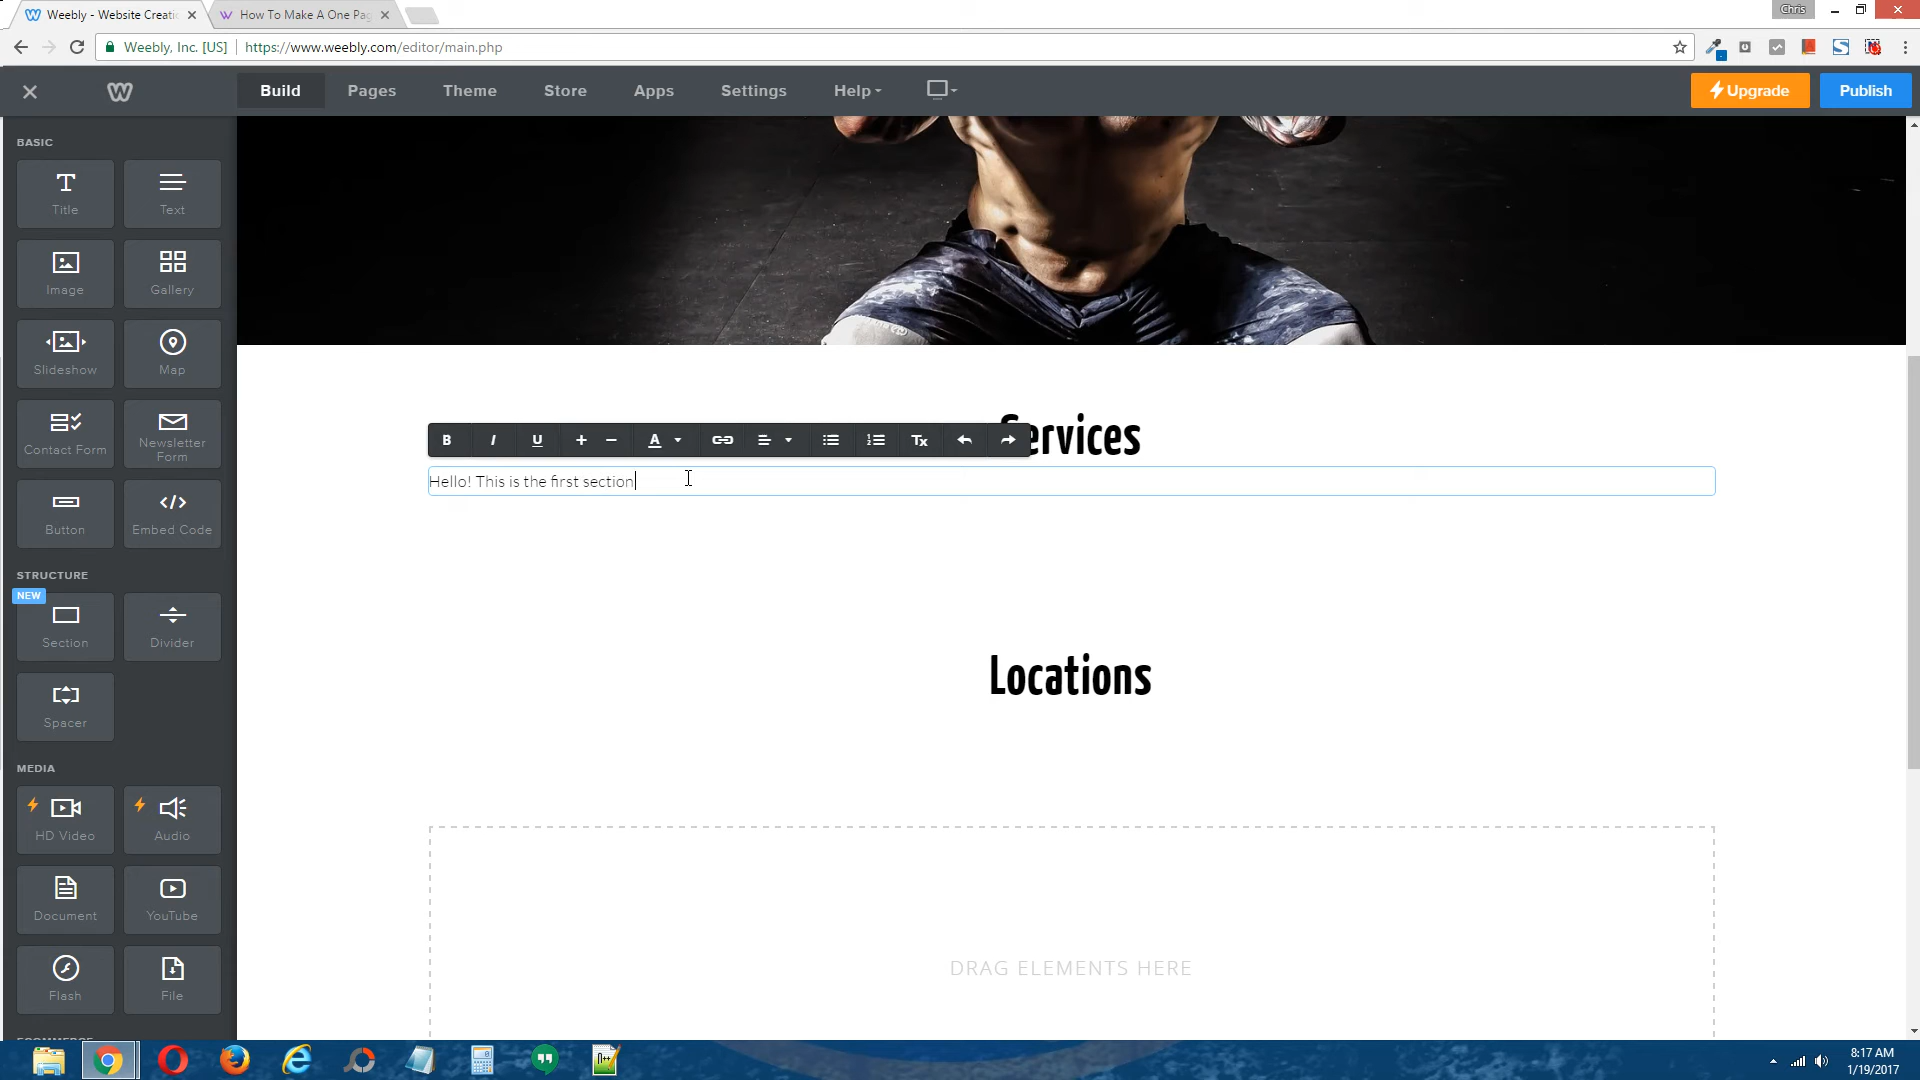 Weebly - Website Creati
How To Make A One Pag
Chris
Weebly, Inc. [US]
https://www.weebly.com/editor/main.php
Build
Pages
Theme
Store
Apps
Settings
Help
Upgrade
Publish
BASIC
Title
Text
Image
Gallery
Slideshow
Map
Contact Form
Newsletter
Form
Button
Embed Code
STRUCTURE
NEW
Section
Divider
Spacer
MEDIA
HD Video
Audio
Document
YouTube
Flash
File
B I U + − A Tx
Services
Hello! This is the first section
Locations
DRAG ELEMENTS HERE
8:17 AM
1/19/2017